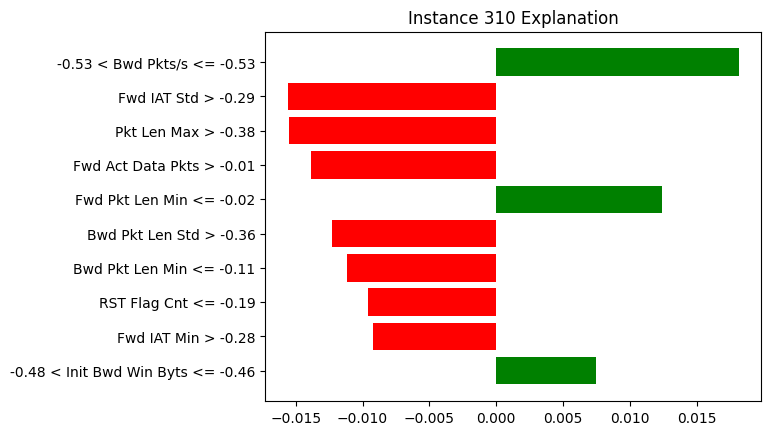 Instance 310 Explanation
-0.53 < Bwd Pkts/s <= -0.53
Fwd IAT Std > -0.29
Pkt Len Max > -0.38
Fwd Act Data Pkts > -0.01
Fwd Pkt Len Min <= -0.02
Bwd Pkt Len Std > -0.36
Bwd Pkt Len Min <= -0.11
RST Flag Cnt <= -0.19
Fwd IAT Min > -0.28
-0.48 < Init Bwd Win Byts <= -0.46
−0.015 −0.010 −0.005 0.000 0.005 0.010 0.015